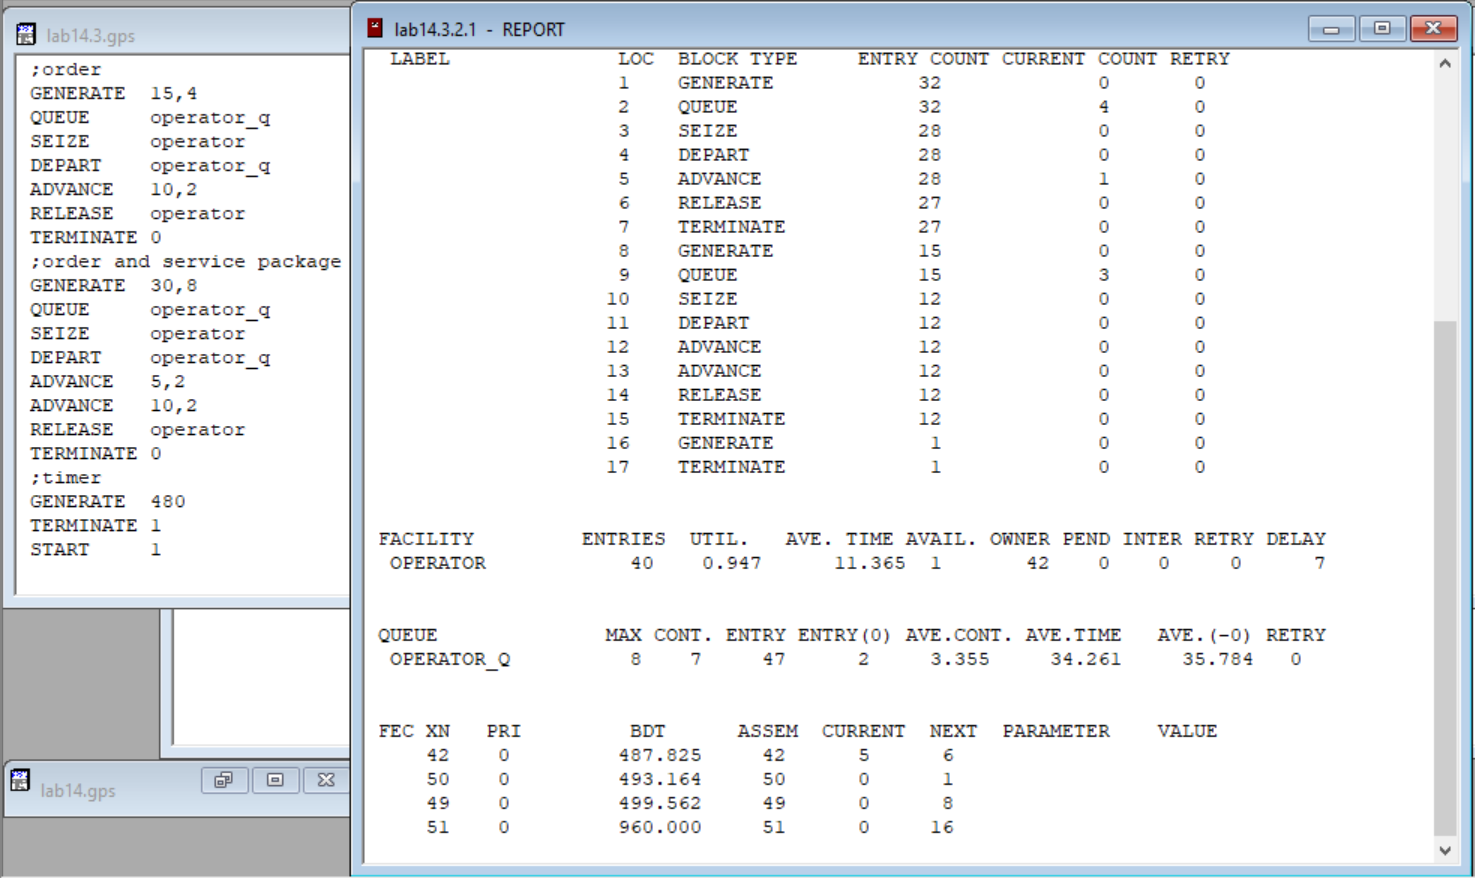 lab14.3.gps
;order
GENERATE 15,4
QUEUE operator_q
SEIZE operator
DEPART operator_q
ADVANCE 10,2
RELEASE operator
TERMINATE 0
;order and service package
GENERATE 30,8
QUEUE operator_q
SEIZE operator
DEPART operator_q
ADVANCE 5,2
ADVANCE 10,2
RELEASE operator
TERMINATE 0
;timer
GENERATE 480
TERMINATE 1
START 1
lab14.gps
lab14.3.2.1 - REPORT
LABEL LOC BLOCK TYPE ENTRY COUNT CURRENT COUNT RETRY
1 GENERATE 32 0 0
2 QUEUE 32 4 0
3 SEIZE 28 0 0
4 DEPART 28 0 0
5 ADVANCE 28 1 0
6 RELEASE 27 0 0
7 TERMINATE 27 0 0
8 GENERATE 15 0 0
9 QUEUE 15 3 0
10 SEIZE 12 0 0
11 DEPART 12 0 0
12 ADVANCE 12 0 0
13 ADVANCE 12 0 0
14 RELEASE 12 0 0
15 TERMINATE 12 0 0
16 GENERATE 1 0 0
17 TERMINATE 1 0 0
FACILITY ENTRIES UTIL. AVE. TIME AVAIL. OWNER PEND INTER RETRY DELAY
OPERATOR 40 0.947 11.365 1 42 0 0 0 7
QUEUE MAX CONT. ENTRY ENTRY(0) AVE.CONT. AVE.TIME AVE.(-0) RETRY
OPERATOR_Q 8 7 47 2 3.355 34.261 35.784 0
FEC XN PRI BDT ASSEM CURRENT NEXT PARAMETER VALUE
42 0 487.825 42 5 6
50 0 493.164 50 0 1
49 0 499.562 49 0 8
51 0 960.000 51 0 16